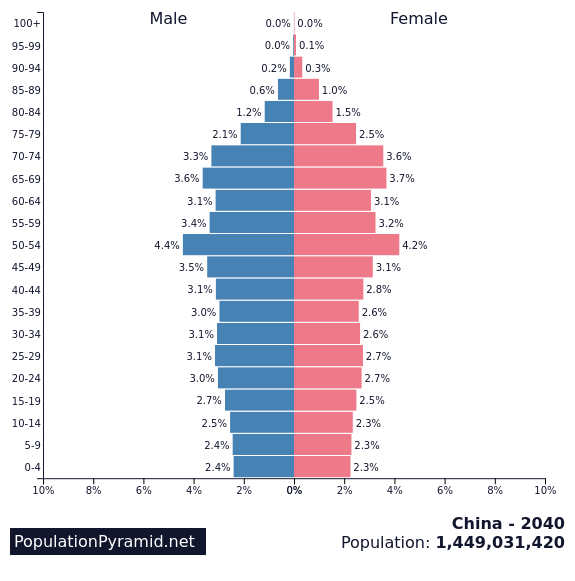 Male Female
100+ 0.0% 0.0%
95-99 0.0% 0.1%
90-94 0.2% 0.3%
85-89 0.6% 1.0%
80-84 1.2% 1.5%
75-79 2.1% 2.5%
70-74 3.3% 3.6%
65-69 3.6% 3.7%
60-64 3.1% 3.1%
55-59 3.4% 3.2%
50-54 4.4% 4.2%
45-49 3.5% 3.1%
40-44 3.1% 2.8%
35-39 3.0% 2.6%
30-34 3.1% 2.6%
25-29 3.1% 2.7%
20-24 3.0% 2.7%
15-19 2.7% 2.5%
10-14 2.5% 2.3%
5-9 2.4% 2.3%
0-4 2.4% 2.3%
10% 8% 6% 4% 2% 0% 2% 4% 6% 8% 10%
China - 2040
PopulationPyramid.net Population: 1,449,031,420